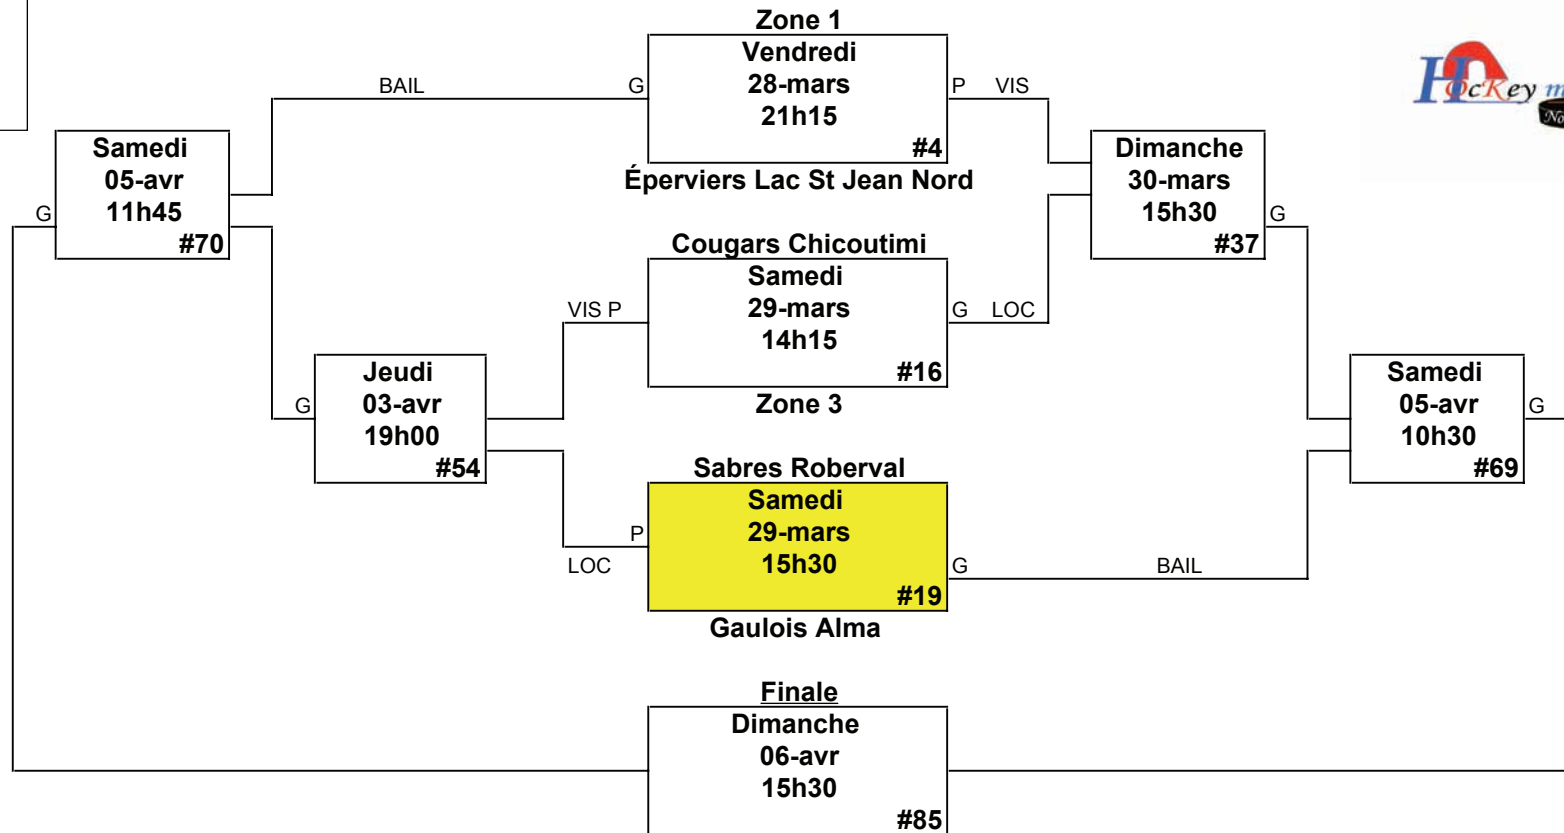 Zone 1
Vendredi
28-mars
21h15
#4
Éperviers Lac St Jean Nord
BAIL
G
P
VIS
Hockey m
No
Samedi
05-avr
11h45
#70
G
Dimanche
30-mars
15h30
#37
G
Cougars Chicoutimi
Samedi
29-mars
14h15
#16
Zone 3
VIS P
G
LOC
Jeudi
03-avr
19h00
#54
G
Samedi
05-avr
10h30
#69
G
Sabres Roberval
Samedi
29-mars
15h30
#19
Gaulois Alma
P
LOC
G
BAIL
Finale
Dimanche
06-avr
15h30
#85